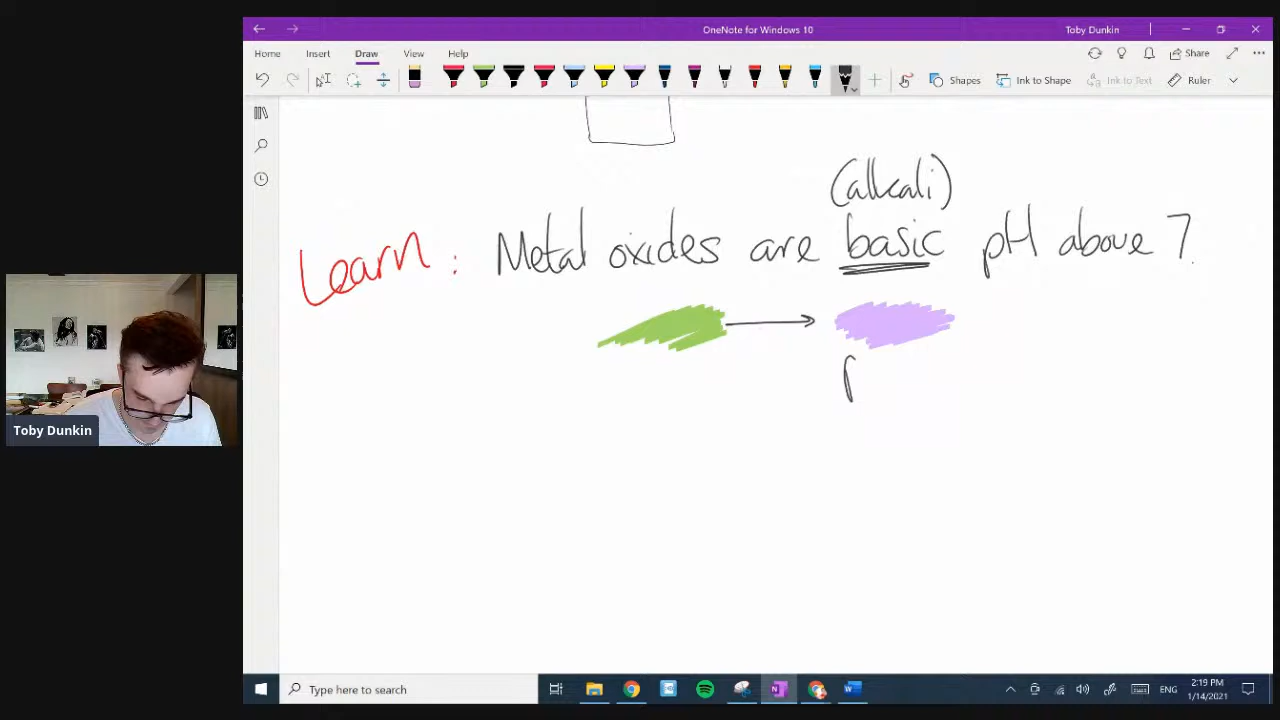 OneNote for Windows 10
Toby Dunkin
Home Insert Draw View Help
Share
Shapes Ink to Shape Ink to Text Ruler
(alkali)
Learn: Metal oxides are basic pH above 7.
Toby Dunkin
Type here to search
ENG
2:19 PM
1/14/2021